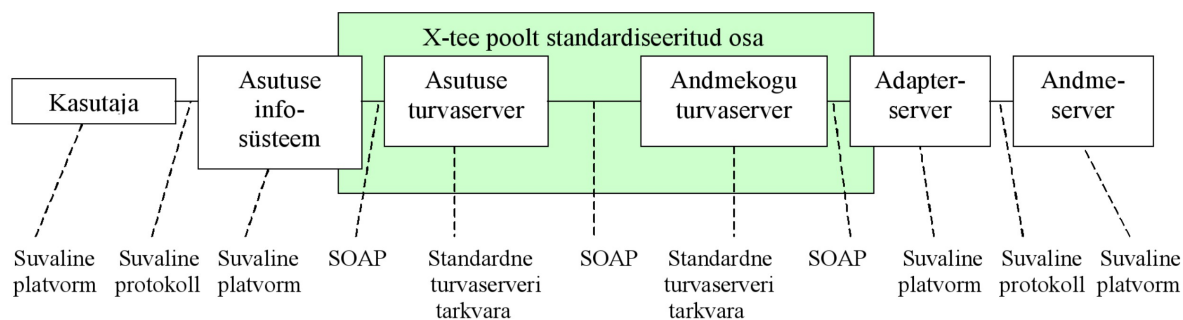 X-tee poolt standardiseeritud osa
Kasutaja
Asutuse
info-
süsteem
Asutuse
turvaserver
Andmekogu
turvaserver
Adapter-
server
Andme-
server
Suvaline
platvorm
Suvaline
protokoll
Suvaline
platvorm
SOAP
Standardne
turvaserveri
tarkvara
SOAP
Standardne
turvaserveri
tarkvara
SOAP
Suvaline
platvorm
Suvaline
protokoll
Suvaline
platvorm